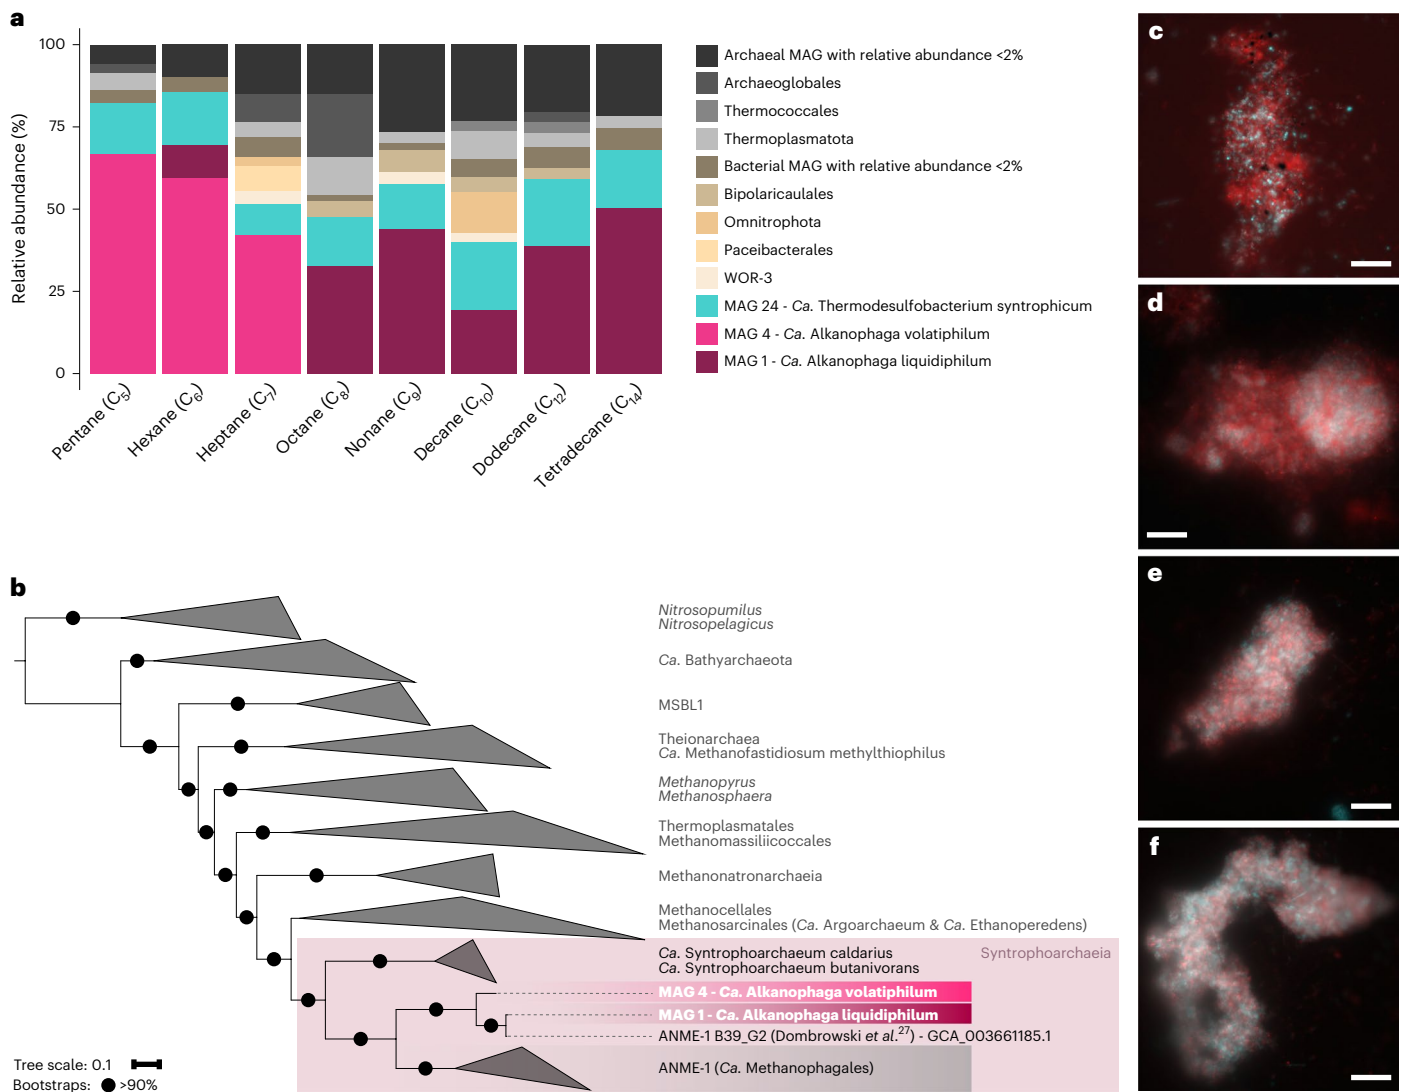 a
Relative abundance (%)
100
75
50
25
0
Pentane (C5)
Hexane (C6)
Heptane (C7)
Octane (C8)
Nonane (C9)
Decane (C10)
Dodecane (C12)
Tetradecane (C14)
Archaeal MAG with relative abundance <2%
Archaeoglobales
Thermococcales
Thermoplasmatota
Bacterial MAG with relative abundance <2%
Bipolaricaulales
Omnitrophota
Paceibacterales
WOR-3
MAG 24 - Ca. Thermodesulfobacterium syntrophicum
MAG 4 - Ca. Alkanophaga volatiphilum
MAG 1 - Ca. Alkanophaga liquidiphilum
b
Nitrosopumilus
Nitrosopelagicus
Ca. Bathyarchaeota
MSBL1
Theionarchaea
Ca. Methanofastidiosum methylthiophilus
Methanopyrus
Methanosphaera
Thermoplasmatales
Methanomassiliicoccales
Methanonatronarchaeia
Methanocellales
Methanosarcinales (Ca. Argoarchaeum & Ca. Ethanoperedens)
Ca. Syntrophoarchaeum caldarius
Ca. Syntrophoarchaeum butanivorans
Syntrophoarchaeia
MAG 4 - Ca. Alkanophaga volatiphilum
MAG 1 - Ca. Alkanophaga liquidiphilum
ANME-1 B39_G2 (Dombrowski et al.27) - GCA_003661185.1
ANME-1 (Ca. Methanophagales)
Tree scale: 0.1
Bootstraps: >90%
c
d
e
f